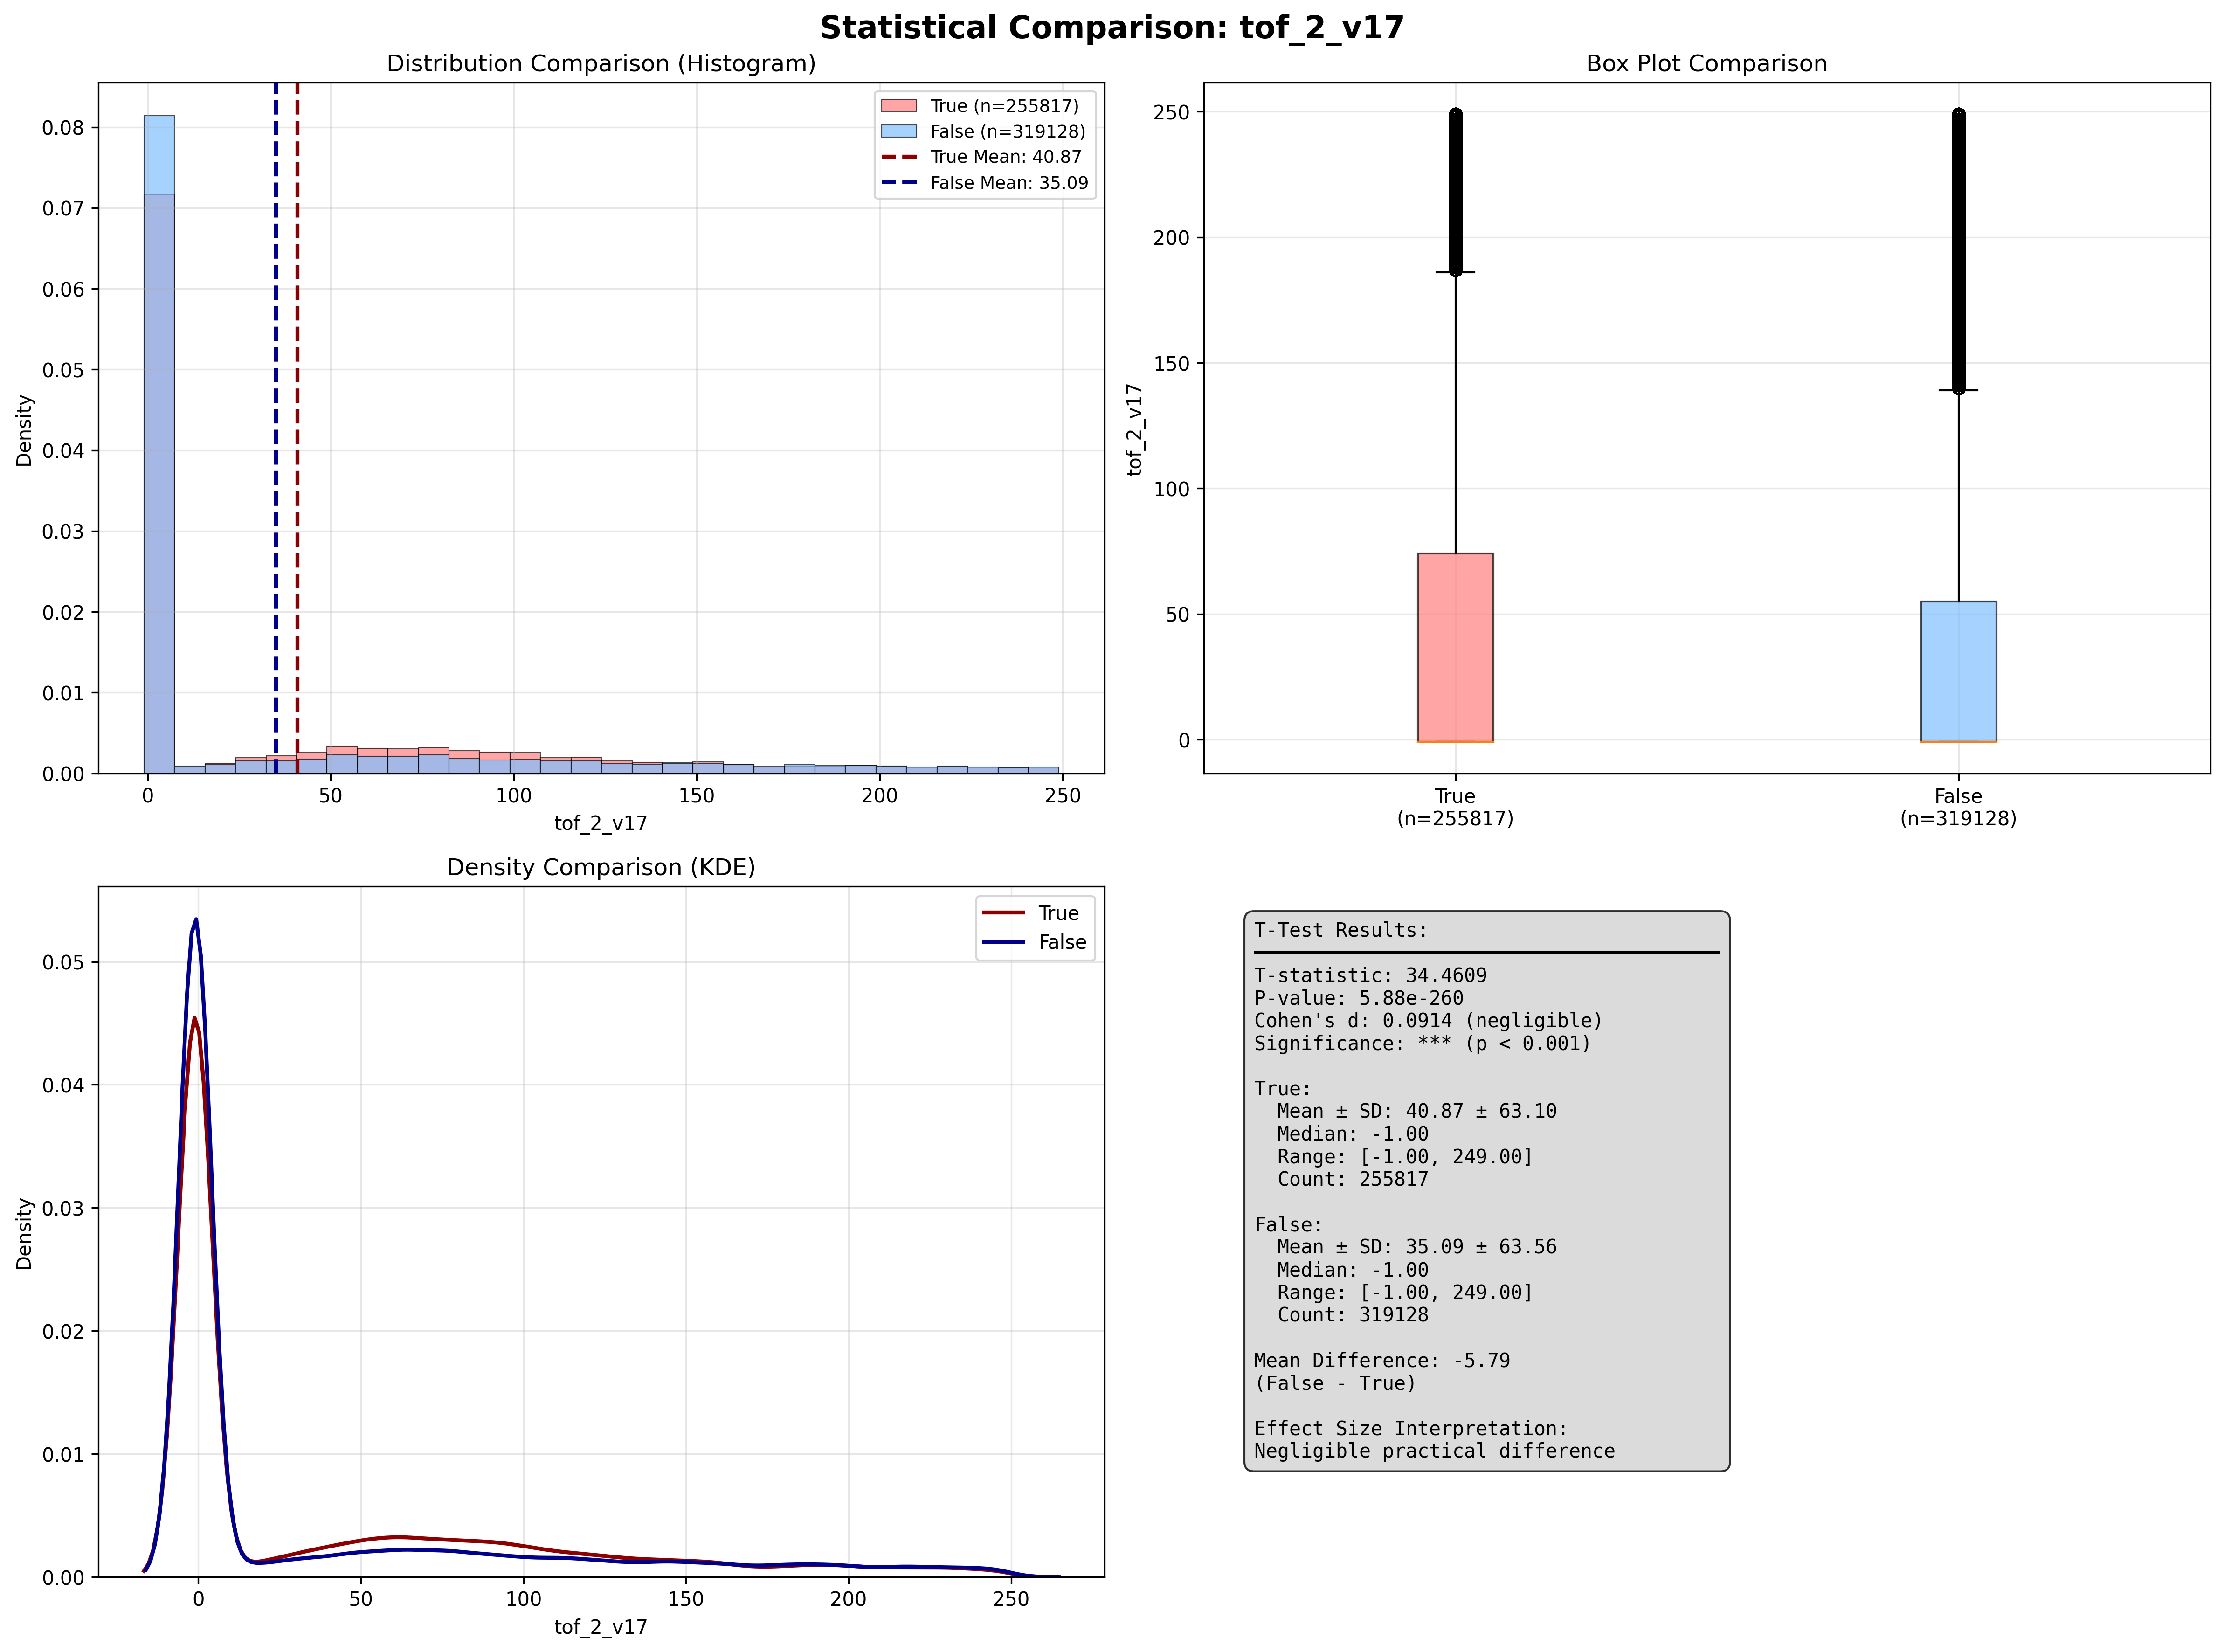 Statistical Comparison: tof_2_v17
Distribution Comparison (Histogram)
Density
0.08
0.07
0.06
0.05
0.04
0.03
0.02
0.01
0.00
0 50 100 150 200 250
tof_2_v17
True (n=255817)
False (n=319128)
True Mean: 40.87
False Mean: 35.09
Box Plot Comparison
tof_2_v17
250
200
150
100
50
0
True False
(n=255817) (n=319128)
Density Comparison (KDE)
Density
0.05
0.04
0.03
0.02
0.01
0.00
0 50 100 150 200 250
tof_2_v17
True
False
T-Test Results:
T-statistic: 34.4609
P-value: 5.88e-260
Cohen's d: 0.0914 (negligible)
Significance: *** (p < 0.001)
True:
Mean ± SD: 40.87 ± 63.10
Median: -1.00
Range: [-1.00, 249.00]
Count: 255817
False:
Mean ± SD: 35.09 ± 63.56
Median: -1.00
Range: [-1.00, 249.00]
Count: 319128
Mean Difference: -5.79
(False - True)
Effect Size Interpretation:
Negligible practical difference